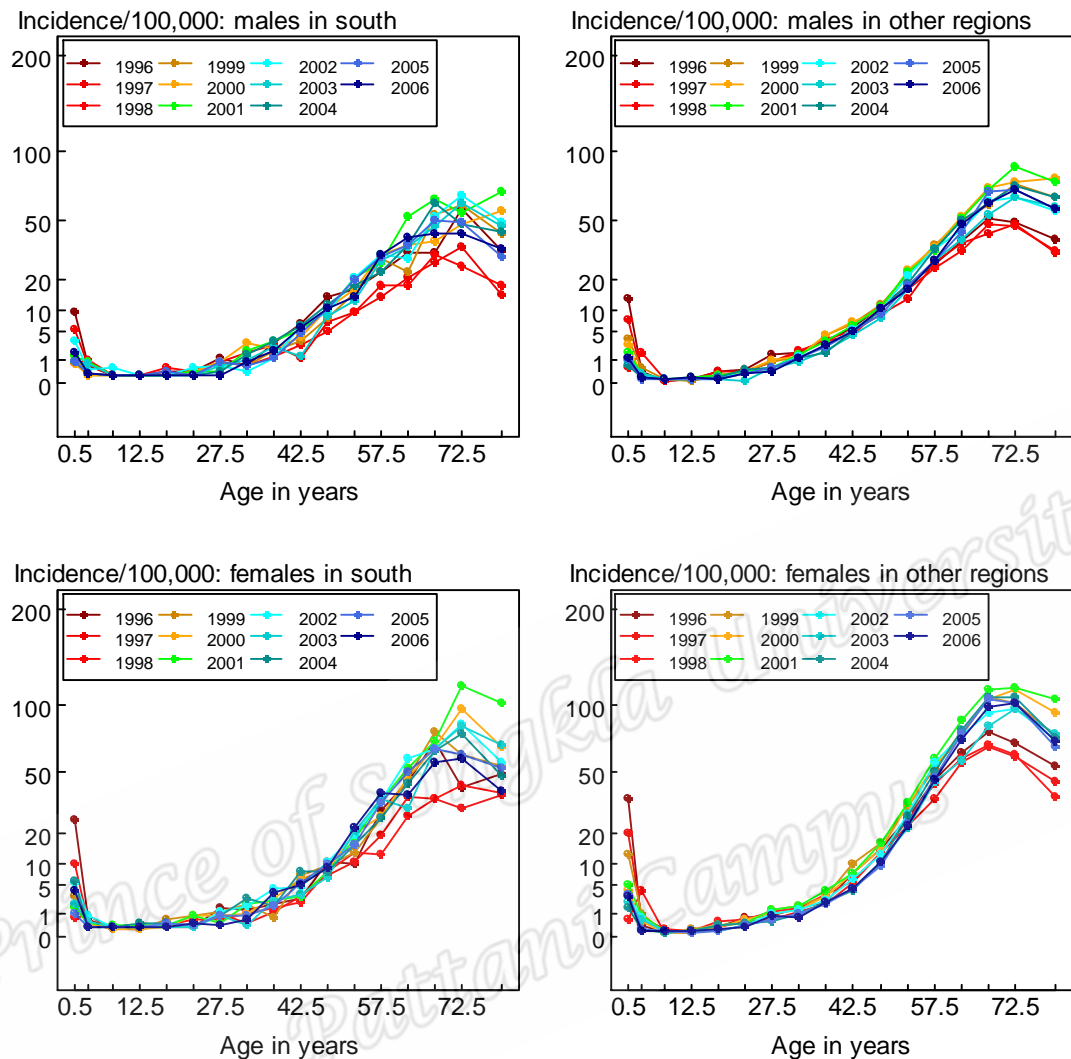 Incidence/100,000: males in south
1996 1999 2002 2005
1997 2000 2003 2006
1998 2001 2004
200
100
50
20
10
5
1
0
0.5 12.5 27.5 42.5 57.5 72.5
Age in years
Incidence/100,000: males in other regions
1996 1999 2002 2005
1997 2000 2003 2006
1998 2001 2004
200
100
50
20
10
5
1
0
0.5 12.5 27.5 42.5 57.5 72.5
Age in years
Incidence/100,000: females in south
1996 1999 2002 2005
1997 2000 2003 2006
1998 2001 2004
200
100
50
20
10
5
1
0
0.5 12.5 27.5 42.5 57.5 72.5
Age in years
Incidence/100,000: females in other regions
1996 1999 2002 2005
1997 2000 2003 2006
1998 2001 2004
200
100
50
20
10
5
1
0
0.5 12.5 27.5 42.5 57.5 72.5
Age in years
Prince of Songkla Universit
Pattani Campus